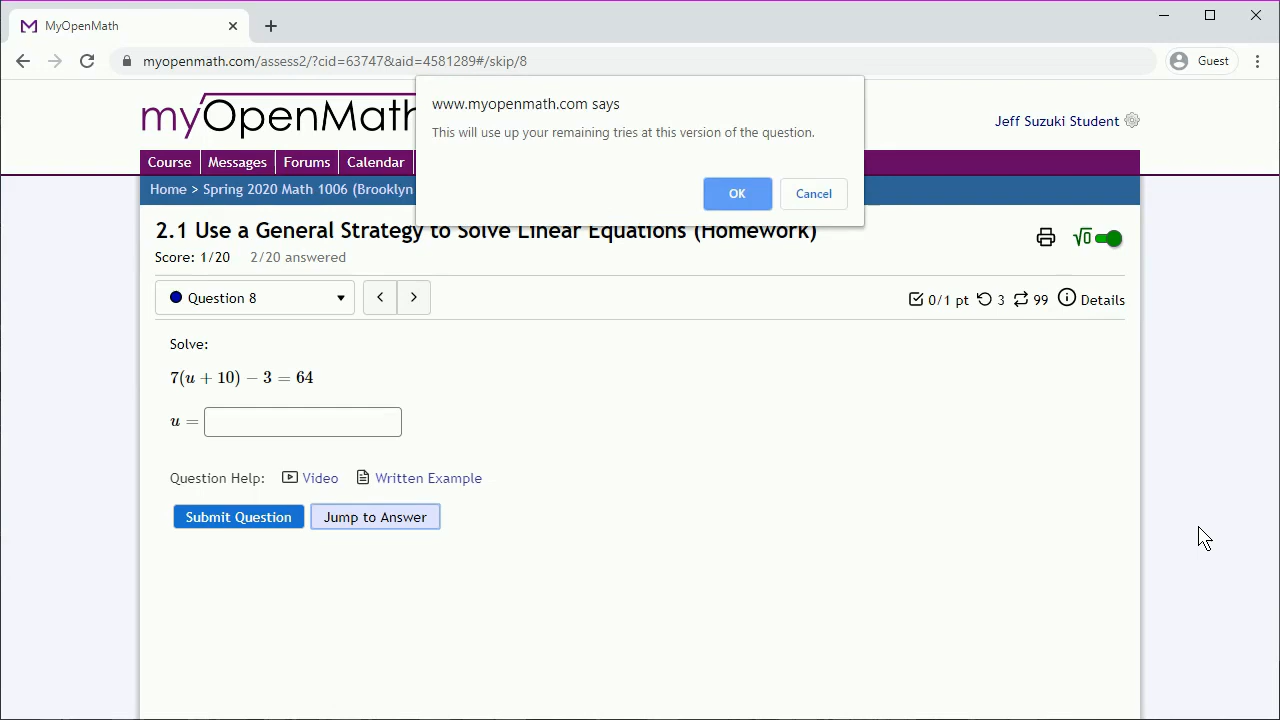 MyOpenMath
myopenmath.com/assess2/?cid=63747&aid=4581289#/skip/8
Guest
www.myopenmath.com says
This will use up your remaining tries at this version of the question.
OK Cancel
myOpenMath
Jeff Suzuki Student
Course Messages Forums Calendar
Home > Spring 2020 Math 1006 (Brooklyn
2.1 Use a General Strategy to Solve Linear Equations (Homework)
Score: 1/20 2/20 answered
√0
Question 8 < > 0/1 pt 3 99 Details
Solve:
7(u + 10) − 3 = 64
u =
Question Help: Video Written Example
Submit Question Jump to Answer